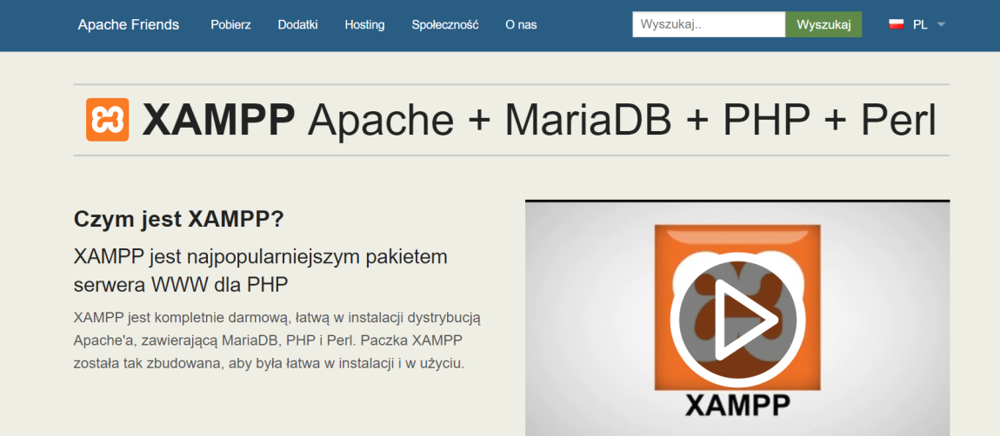 Apache Friends Pobierz Dodatki Hosting Społeczność O nas Wyszukaj.. Wyszukaj PL
XAMPP Apache + MariaDB + PHP + Perl
Czym jest XAMPP?
XAMPP jest najpopularniejszym pakietem
serwera WWW dla PHP
XAMPP jest kompletnie darmową, łatwą w instalacji dystrybucją
Apache'a, zawierającą MariaDB, PHP i Perl. Paczka XAMPP
została tak zbudowana, aby była łatwa w instalacji i w użyciu.
XAMPP